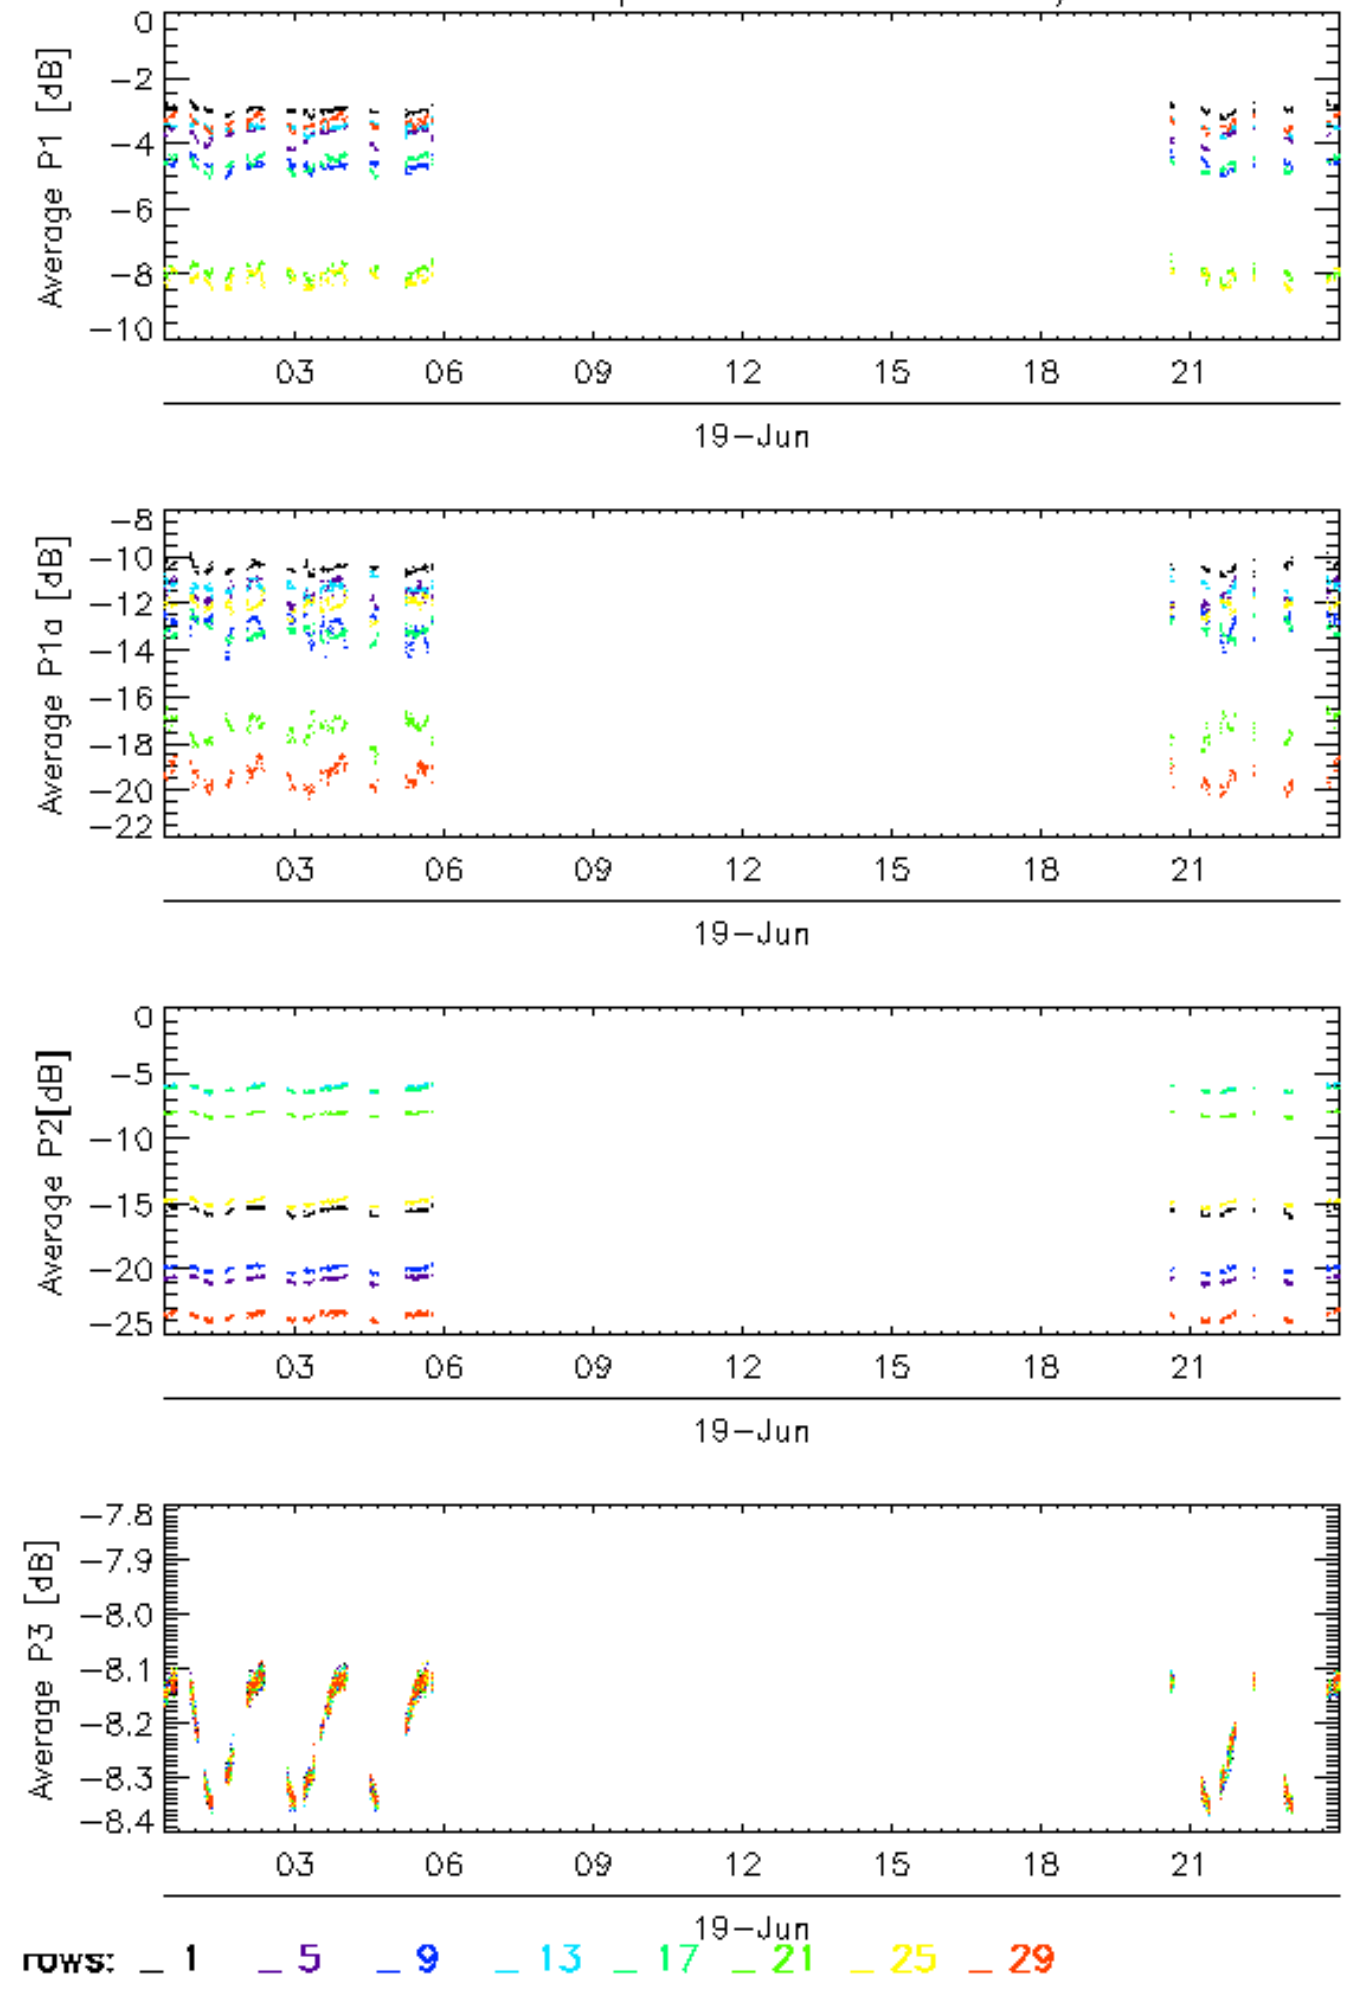 0
-2
-4
-6
-8
-10
Average P1 [dB]
03 06 09 12 15 18 21
19-Jun
-8
-10
-12
-14
-16
-18
-20
-22
Average P1a [dB]
03 06 09 12 15 18 21
19-Jun
0
-5
-10
-15
-20
-25
Average P2[dB]
03 06 09 12 15 18 21
19-Jun
-7.8
-7.9
-8.0
-8.1
-8.2
-8.3
-8.4
Average P3 [dB]
03 06 09 12 15 18 21
19-Jun
rows: _ 1 _ 5 _ 9 _ 13 _ 17 _ 21 _ 25 _ 29